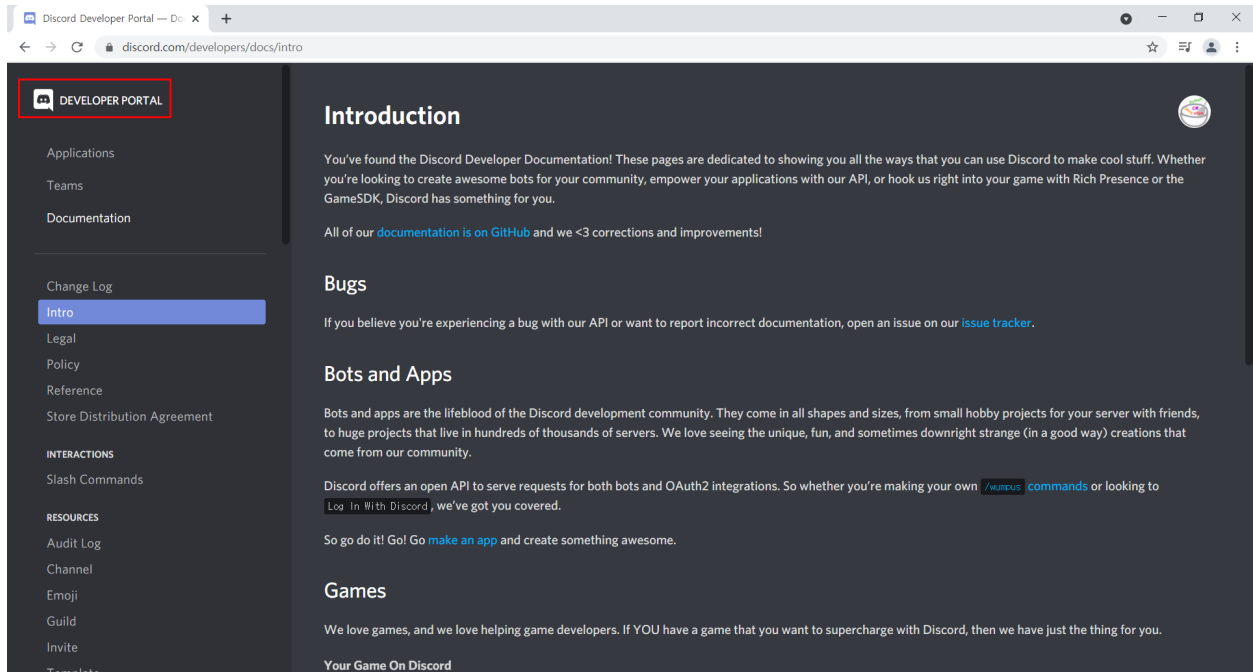 Discord Developer Portal — Do
discord.com/developers/docs/intro
DEVELOPER PORTAL
Applications
Teams
Documentation
Change Log
Intro
Legal
Policy
Reference
Store Distribution Agreement
INTERACTIONS
Slash Commands
RESOURCES
Audit Log
Channel
Emoji
Guild
Invite
Template
Introduction
You've found the Discord Developer Documentation! These pages are dedicated to showing you all the ways that you can use Discord to make cool stuff. Whether
you're looking to create awesome bots for your community, empower your applications with our API, or hook us right into your game with Rich Presence or the
GameSDK, Discord has something for you.
All of our documentation is on GitHub and we <3 corrections and improvements!
Bugs
If you believe you're experiencing a bug with our API or want to report incorrect documentation, open an issue on our issue tracker.
Bots and Apps
Bots and apps are the lifeblood of the Discord development community. They come in all shapes and sizes, from small hobby projects for your server with friends,
to huge projects that live in hundreds of thousands of servers. We love seeing the unique, fun, and sometimes downright strange (in a good way) creations that
come from our community.
Discord offers an open API to serve requests for both bots and OAuth2 integrations. So whether you're making your own /wumpus commands or looking to
Log In With Discord, we've got you covered.
So go do it! Go! Go make an app and create something awesome.
Games
We love games, and we love helping game developers. If YOU have a game that you want to supercharge with Discord, then we have just the thing for you.
Your Game On Discord